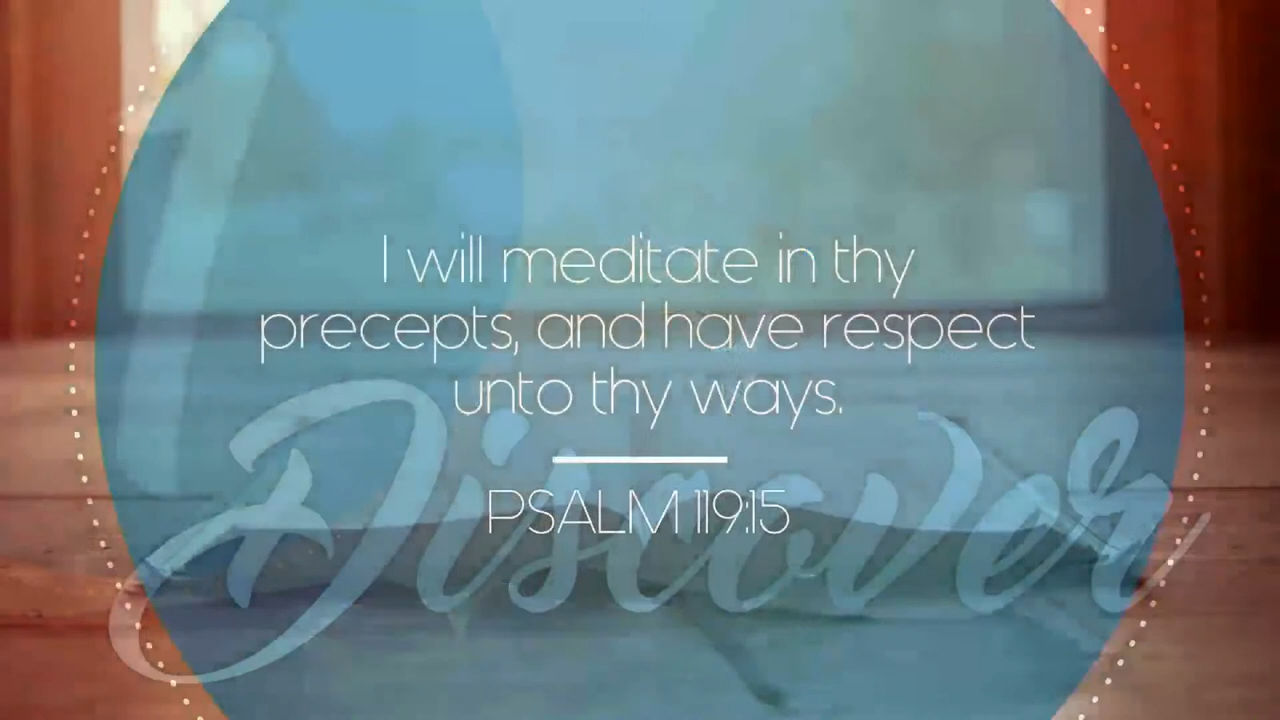 I will meditate in thy
precepts, and have respect
unto thy ways.
PSALM 119:15
Discover